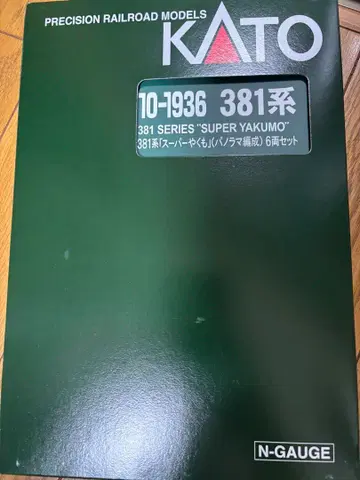 PRECISION RAILROAD MODELS
KATO
10-1936 381系
381 SERIES "SUPER YAKUMO"
381系「スーパーやくも」(パノラマ編成) 6両セット
N-GAUGE